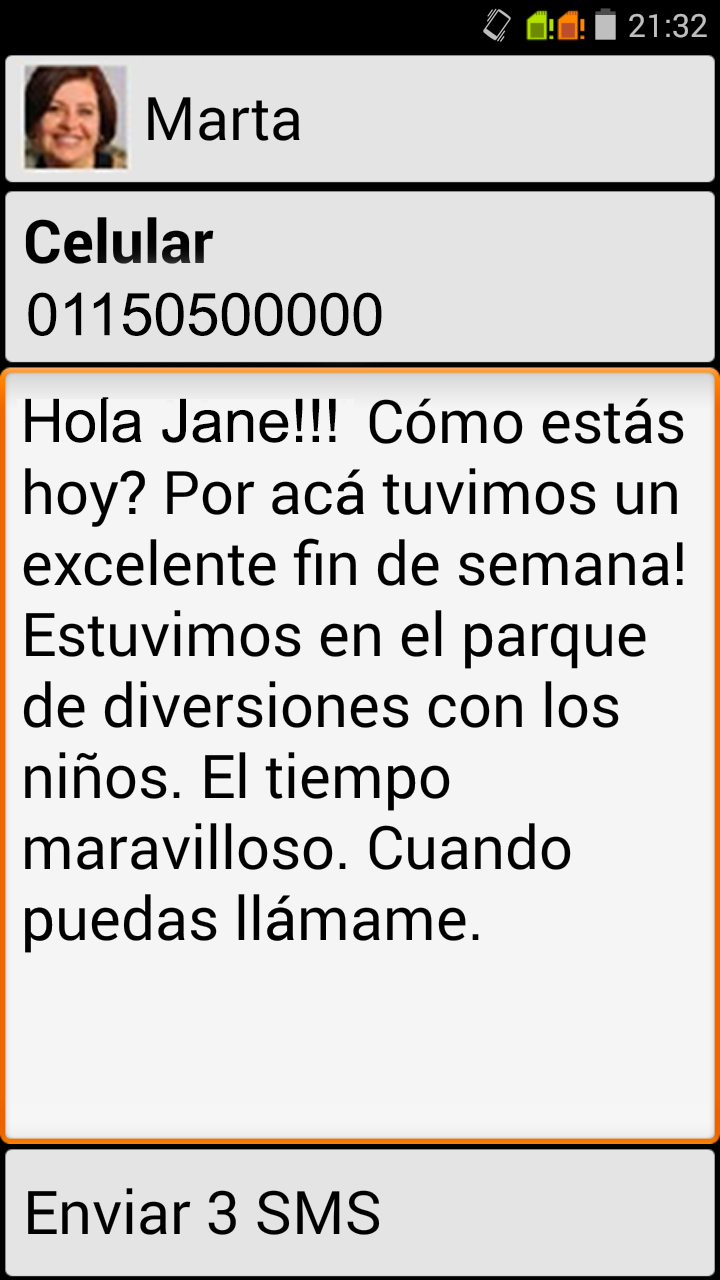 21:32
Marta
Celular
01150500000
Hola Jane!!! Cómo estás
hoy? Por acá tuvimos un
excelente fin de semana!
Estuvimos en el parque
de diversiones con los
niños. El tiempo
maravilloso. Cuando
puedas llámame.
Enviar 3 SMS